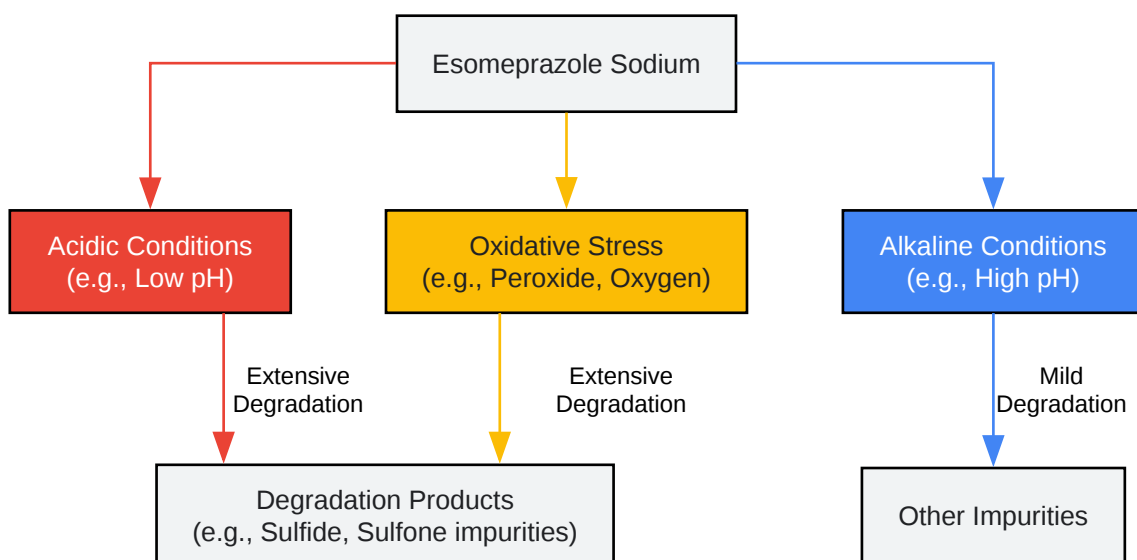 Esomeprazole Sodium
Acidic Conditions
(e.g., Low pH)
Oxidative Stress
(e.g., Peroxide, Oxygen)
Alkaline Conditions
(e.g., High pH)
Extensive
Degradation
Extensive
Degradation
Mild
Degradation
Degradation Products
(e.g., Sulfide, Sulfone impurities)
Other Impurities